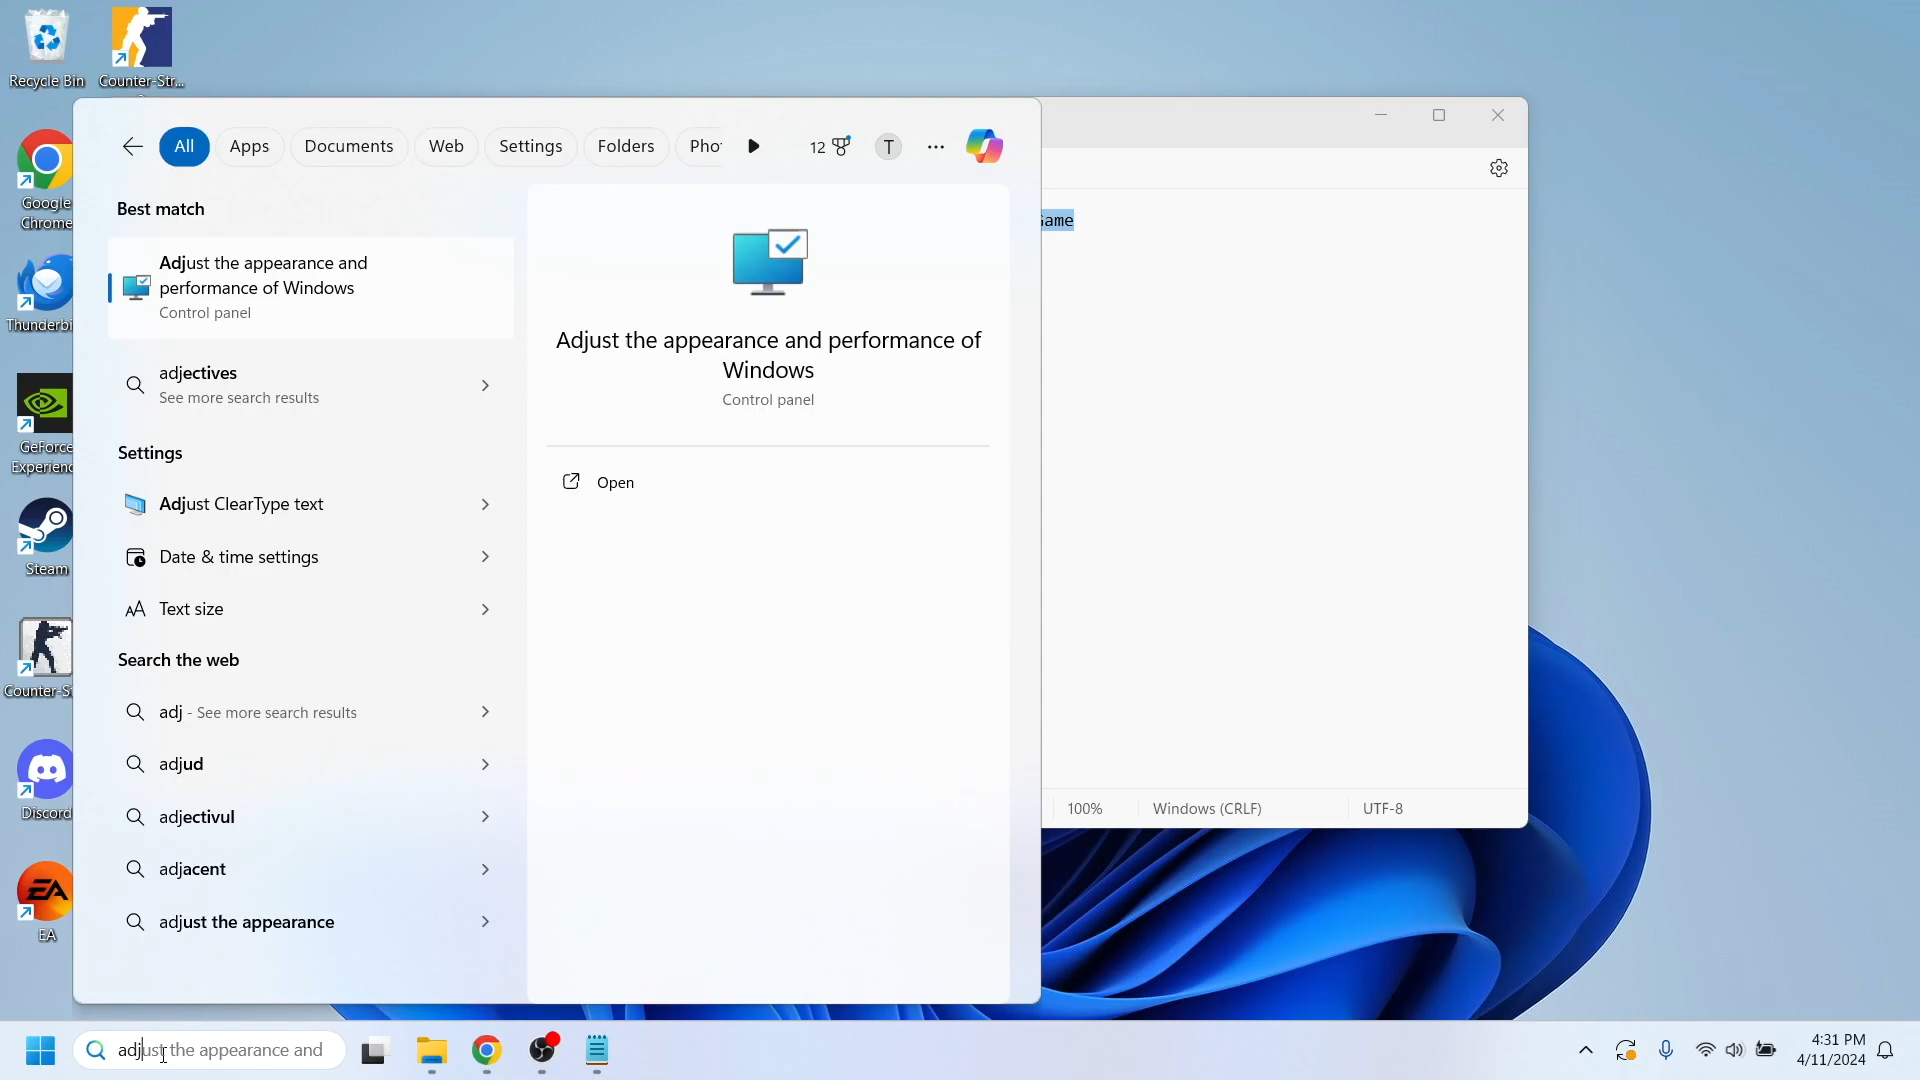 Recycle Bin
Counter-Str...
Google
Chrome
Thunderbi
GeForce
Experienc
Steam
Counter-St
Discord
EA
All
Apps
Documents
Web
Settings
Folders
Pho
12
T
Best match
Adjust the appearance and
performance of Windows
Control panel
adjectives
See more search results
Settings
Adjust ClearType text
Date & time settings
Text size
Search the web
adj - See more search results
adjud
adjectivul
adjacent
adjust the appearance
Adjust the appearance and performance of
Windows
Control panel
Open
Game
100%
Windows (CRLF)
UTF-8
adjust the appearance and
4:31 PM
4/11/2024